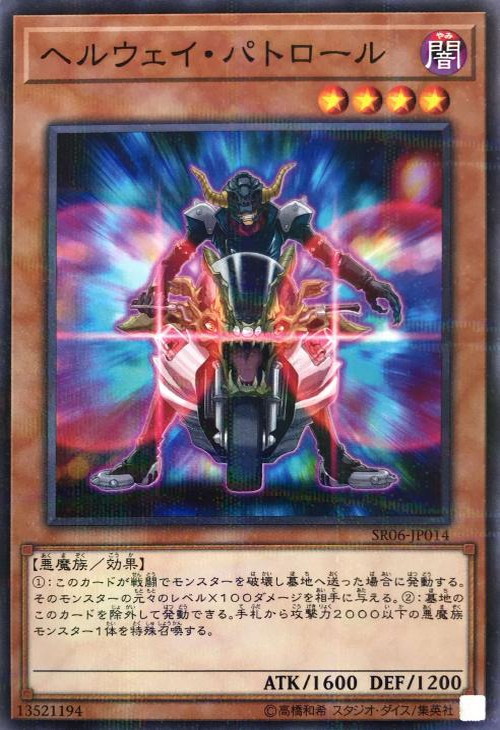 ヘルウェイ・パトロール
闇
SR06-JP014
【悪魔族/効果】
①:このカードが戦闘でモンスターを破壊し墓地へ送った場合に発動する。
そのモンスターの元々のレベル×100ダメージを相手に与える。②:墓地の
このカードを除外して発動できる。手札から攻撃力2000以下の悪魔族
モンスター1体を特殊召喚する。
ATK/1600 DEF/1200
13521194
©高橋和希 スタジオ・ダイス/集英社